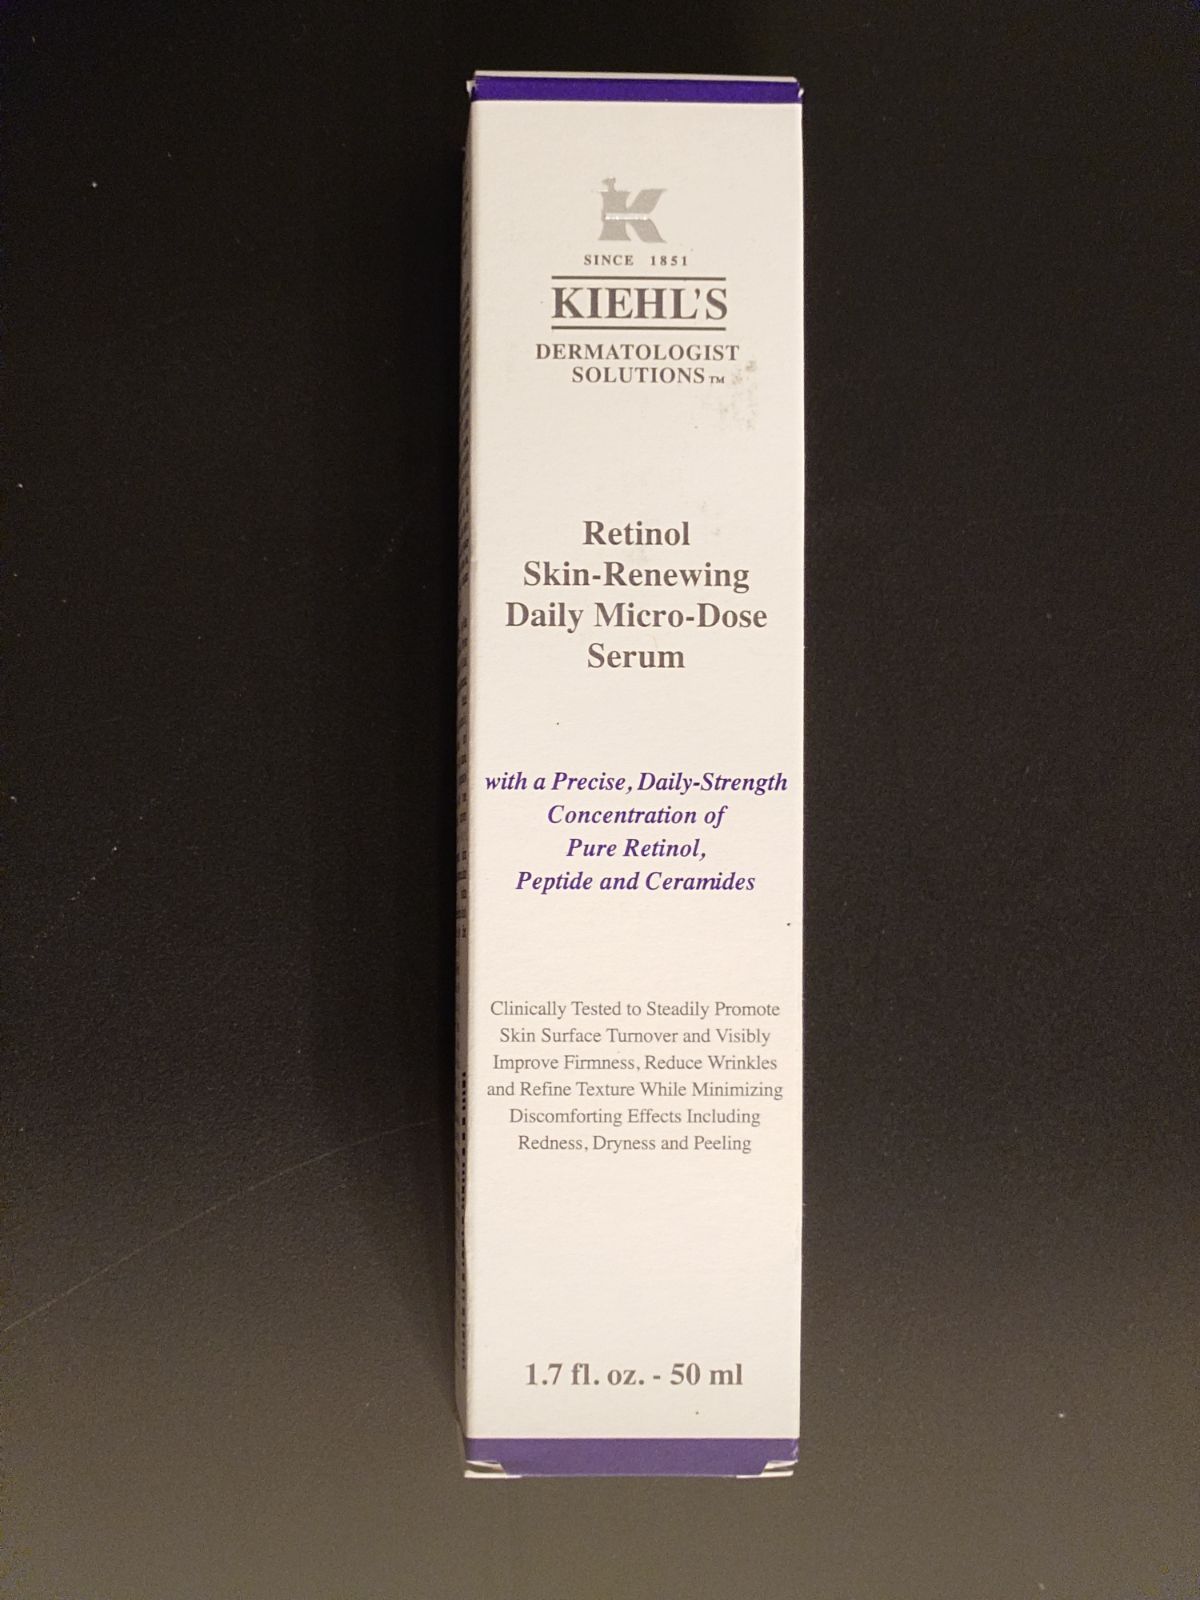 K
SINCE 1851
KIEHL'S
DERMATOLOGIST
SOLUTIONS™
Retinol
Skin-Renewing
Daily Micro-Dose
Serum
with a Precise, Daily-Strength
Concentration of
Pure Retinol,
Peptide and Ceramides
Clinically Tested to Steadily Promote
Skin Surface Turnover and Visibly
Improve Firmness, Reduce Wrinkles
and Refine Texture While Minimizing
Discomforting Effects Including
Redness, Dryness and Peeling
1.7 fl. oz. - 50 ml